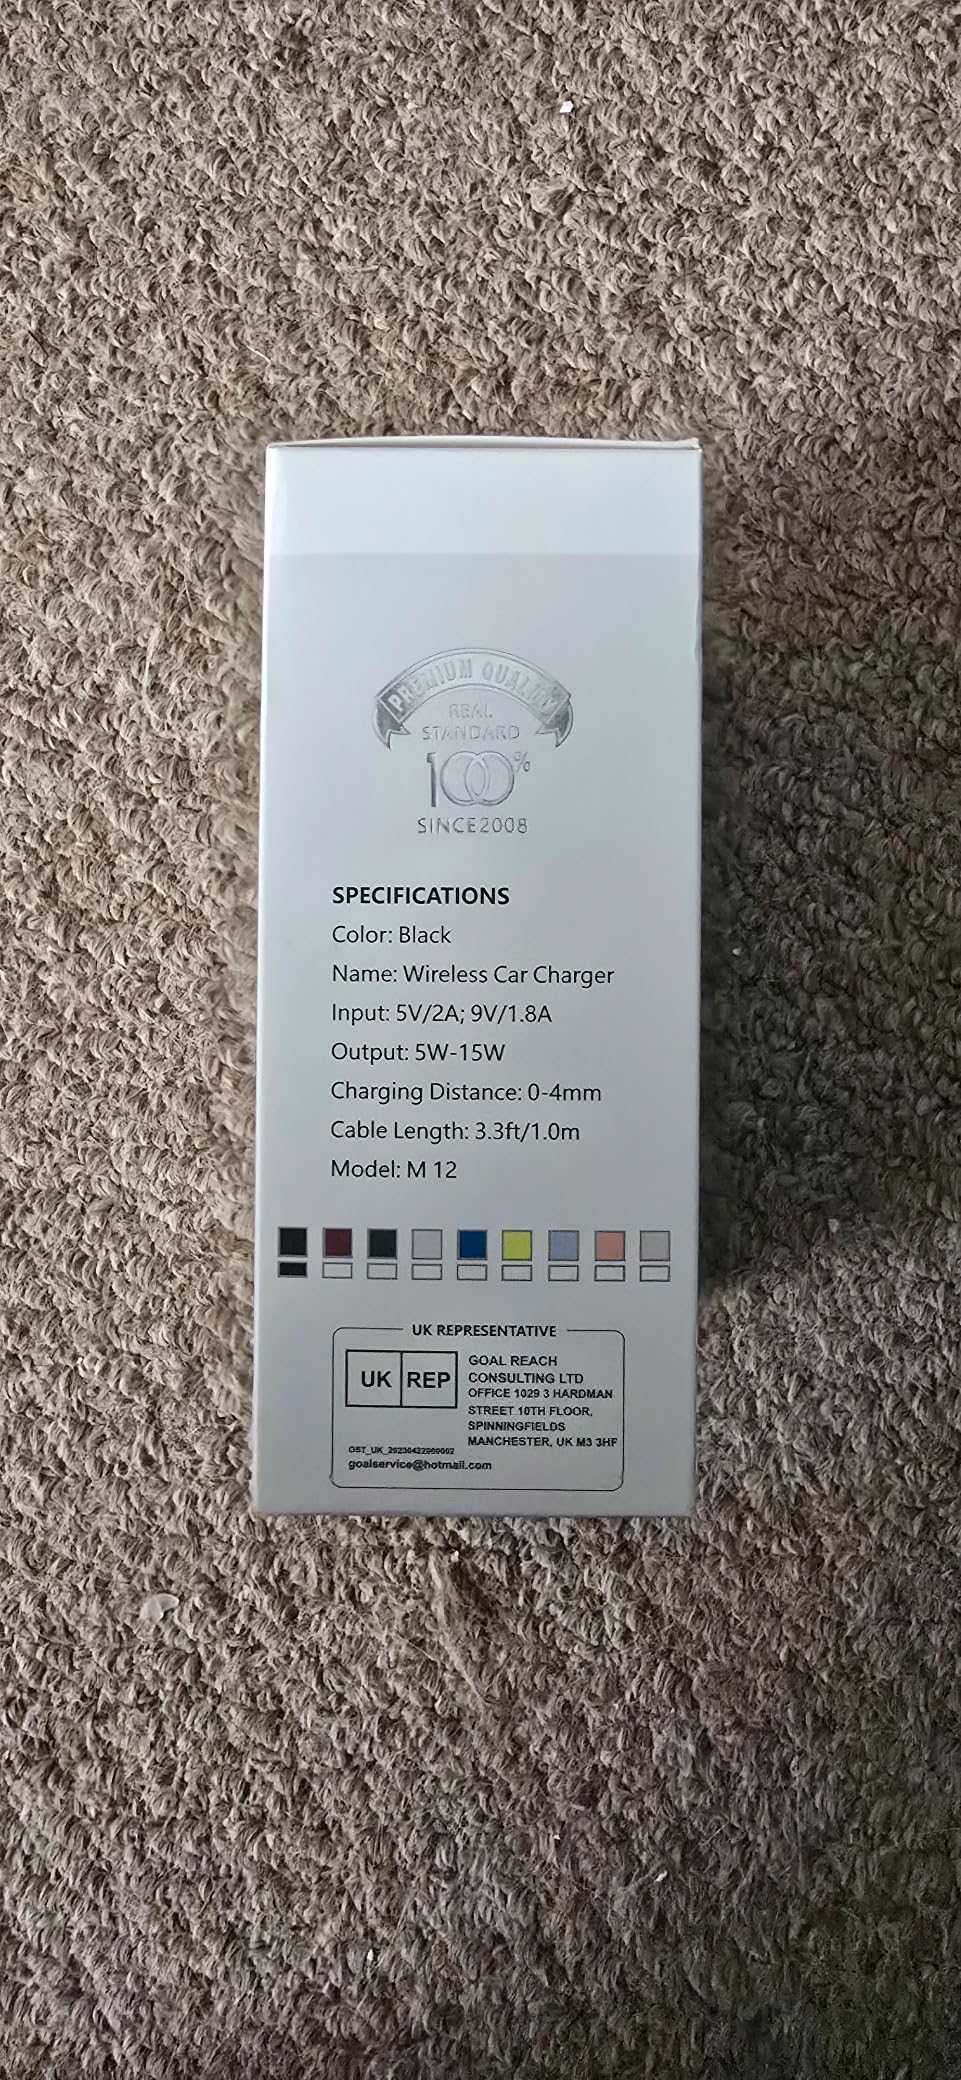 PREMIUM QUALITY
REAL
STANDARD
100%
SINCE2008
SPECIFICATIONS
Color: Black
Name: Wireless Car Charger
Input: 5V/2A; 9V/1.8A
Output: 5W-15W
Charging Distance: 0-4mm
Cable Length: 3.3ft/1.0m
Model: M 12
UK REPRESENTATIVE
UK REP
GOAL REACH
CONSULTING LTD
OFFICE 1029 3 HARDMAN
STREET 10TH FLOOR,
SPINNINGFIELDS
MANCHESTER, UK M3 3HF
goalservice@hotmail.com